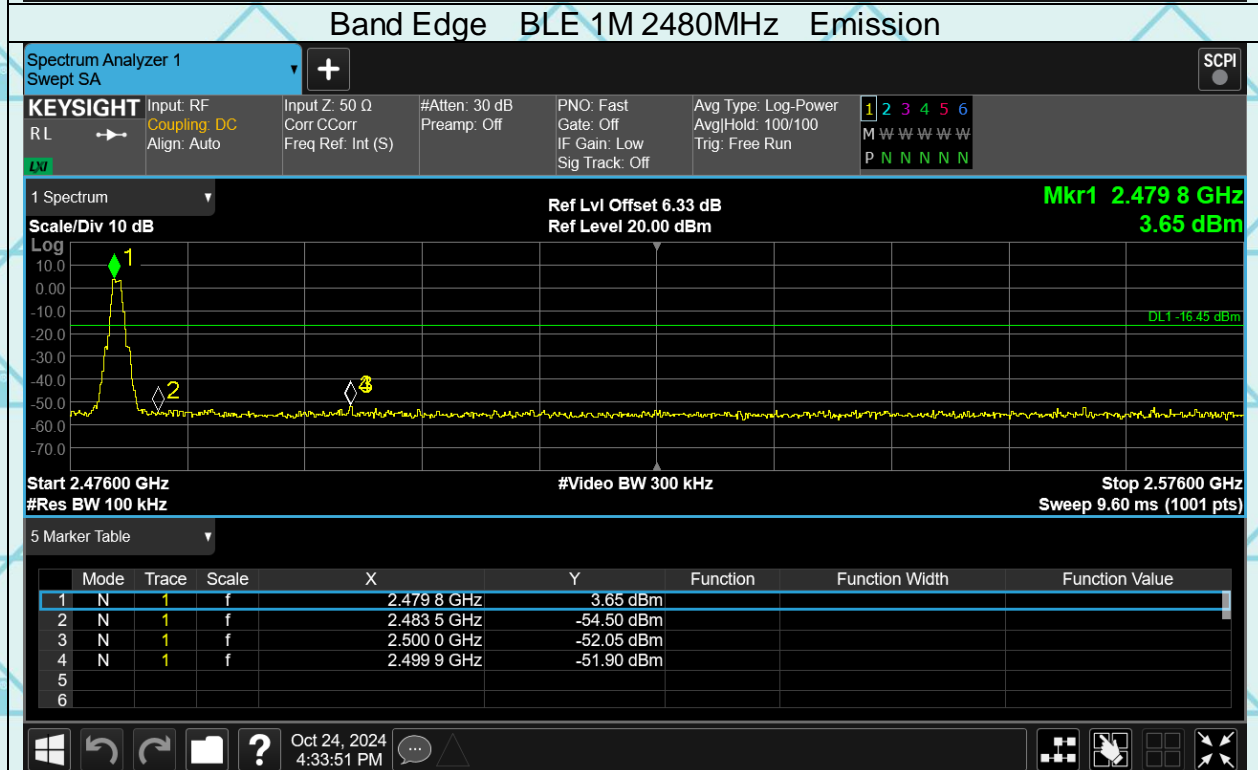 Band Edge BLE 1M 2480MHz Emission
Spectrum Analyzer 1
Swept SA
SCPI
KEYSIGHT
RL
LXI
Input: RF
Coupling: DC
Align: Auto
Input Z: 50 Ω
Corr CCorr
Freq Ref: Int (S)
#Atten: 30 dB
Preamp: Off
PNO: Fast
Gate: Off
IF Gain: Low
Sig Track: Off
Avg Type: Log-Power
Avg|Hold: 100/100
Trig: Free Run
1 2 3 4 5 6
M W W W W W W
P N N N N N N
1 Spectrum
Scale/Div 10 dB
Ref Lvl Offset 6.33 dB
Ref Level 20.00 dBm
Mkr1 2.479 8 GHz
3.65 dBm
Log
10.0
0.00
-10.0
-20.0
-30.0
-40.0
-50.0
-60.0
-70.0
1
2
3
4
DL1 -16.45 dBm
Start 2.47600 GHz
#Video BW 300 kHz
Stop 2.57600 GHz
#Res BW 100 kHz
Sweep 9.60 ms (1001 pts)
5 Marker Table
Mode Trace Scale X Y Function Function Width Function Value
1 N 1 f 2.479 8 GHz 3.65 dBm
2 N 1 f 2.483 5 GHz -54.50 dBm
3 N 1 f 2.500 0 GHz -52.05 dBm
4 N 1 f 2.499 9 GHz -51.90 dBm
5
6
?
Oct 24, 2024
4:33:51 PM